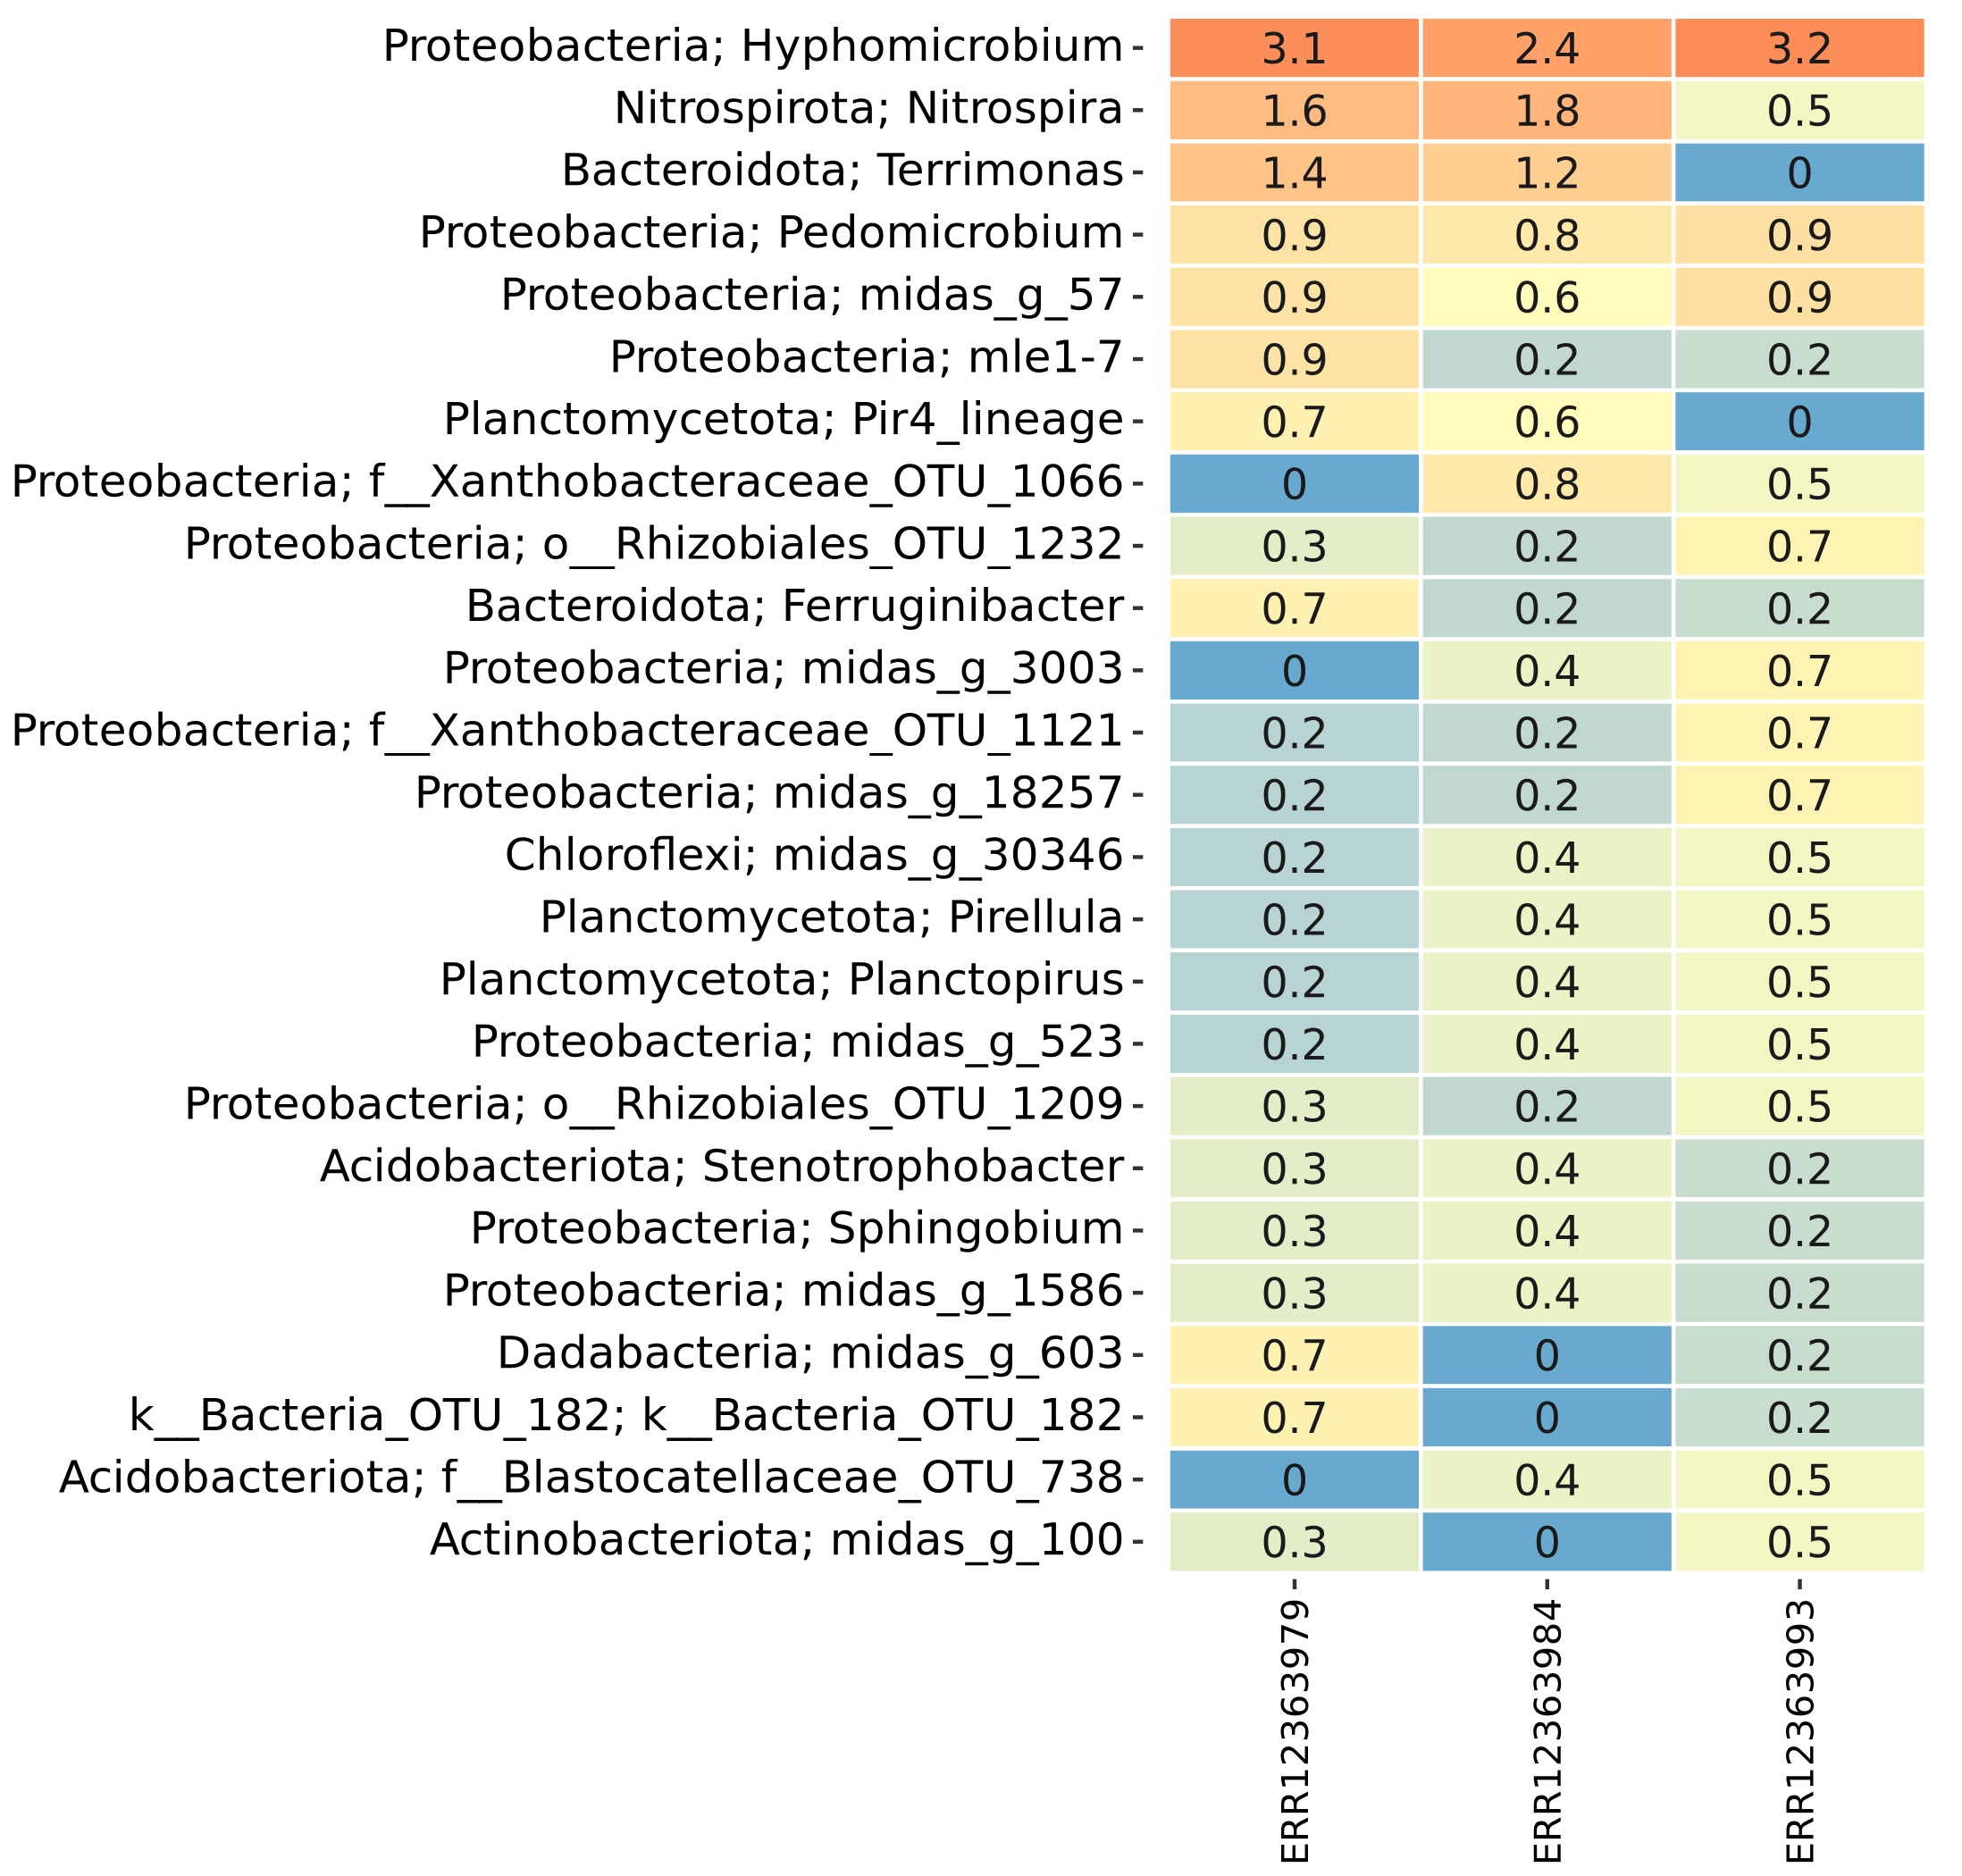 Proteobacteria; Hyphomicrobium 3.1 2.4 3.2
Nitrospirota; Nitrospira 1.6 1.8 0.5
Bacteroidota; Terrimonas 1.4 1.2 0
Proteobacteria; Pedomicrobium 0.9 0.8 0.9
Proteobacteria; midas_g_57 0.9 0.6 0.9
Proteobacteria; mle1-7 0.9 0.2 0.2
Planctomycetota; Pir4_lineage 0.7 0.6 0
Proteobacteria; f__Xanthobacteraceae_OTU_1066 0 0.8 0.5
Proteobacteria; o__Rhizobiales_OTU_1232 0.3 0.2 0.7
Bacteroidota; Ferruginibacter 0.7 0.2 0.2
Proteobacteria; midas_g_3003 0 0.4 0.7
Proteobacteria; f__Xanthobacteraceae_OTU_1121 0.2 0.2 0.7
Proteobacteria; midas_g_18257 0.2 0.2 0.7
Chloroflexi; midas_g_30346 0.2 0.4 0.5
Planctomycetota; Pirellula 0.2 0.4 0.5
Planctomycetota; Planctopirus 0.2 0.4 0.5
Proteobacteria; midas_g_523 0.2 0.4 0.5
Proteobacteria; o__Rhizobiales_OTU_1209 0.3 0.2 0.5
Acidobacteriota; Stenotrophobacter 0.3 0.4 0.2
Proteobacteria; Sphingobium 0.3 0.4 0.2
Proteobacteria; midas_g_1586 0.3 0.4 0.2
Dadabacteria; midas_g_603 0.7 0 0.2
k__Bacteria_OTU_182; k__Bacteria_OTU_182 0.7 0 0.2
Acidobacteriota; f__Blastocatellaceae_OTU_738 0 0.4 0.5
Actinobacteriota; midas_g_100 0.3 0 0.5
ERR12363979
ERR12363984
ERR12363993